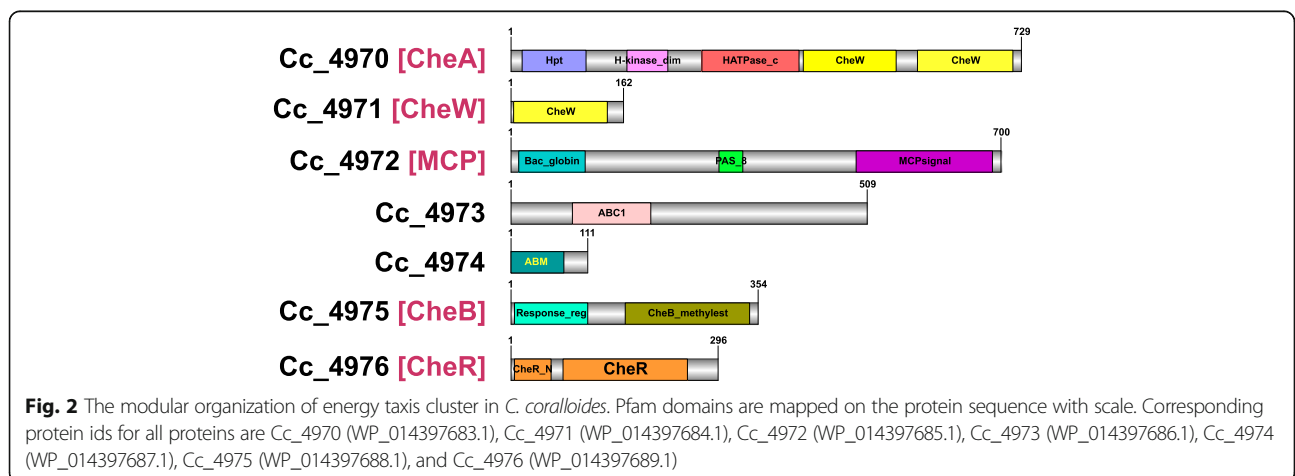 1 729
Cc_4970 [CheA] Hpt H-kinase_dim HATPase_c CheW CheW
1 162
Cc_4971 [CheW] CheW
1 700
Cc_4972 [MCP] Bac_globin PAS_8 MCPsignal
1 509
Cc_4973 ABC1
1 111
Cc_4974 ABM
1 354
Cc_4975 [CheB] Response_reg CheB_methylest
1 296
Cc_4976 [CheR] CheR_N CheR
Fig. 2 The modular organization of energy taxis cluster in C. coralloides. Pfam domains are mapped on the protein sequence with scale. Corresponding
protein ids for all proteins are Cc_4970 (WP_014397683.1), Cc_4971 (WP_014397684.1), Cc_4972 (WP_014397685.1), Cc_4973 (WP_014397686.1), Cc_4974
(WP_014397687.1), Cc_4975 (WP_014397688.1), and Cc_4976 (WP_014397689.1)